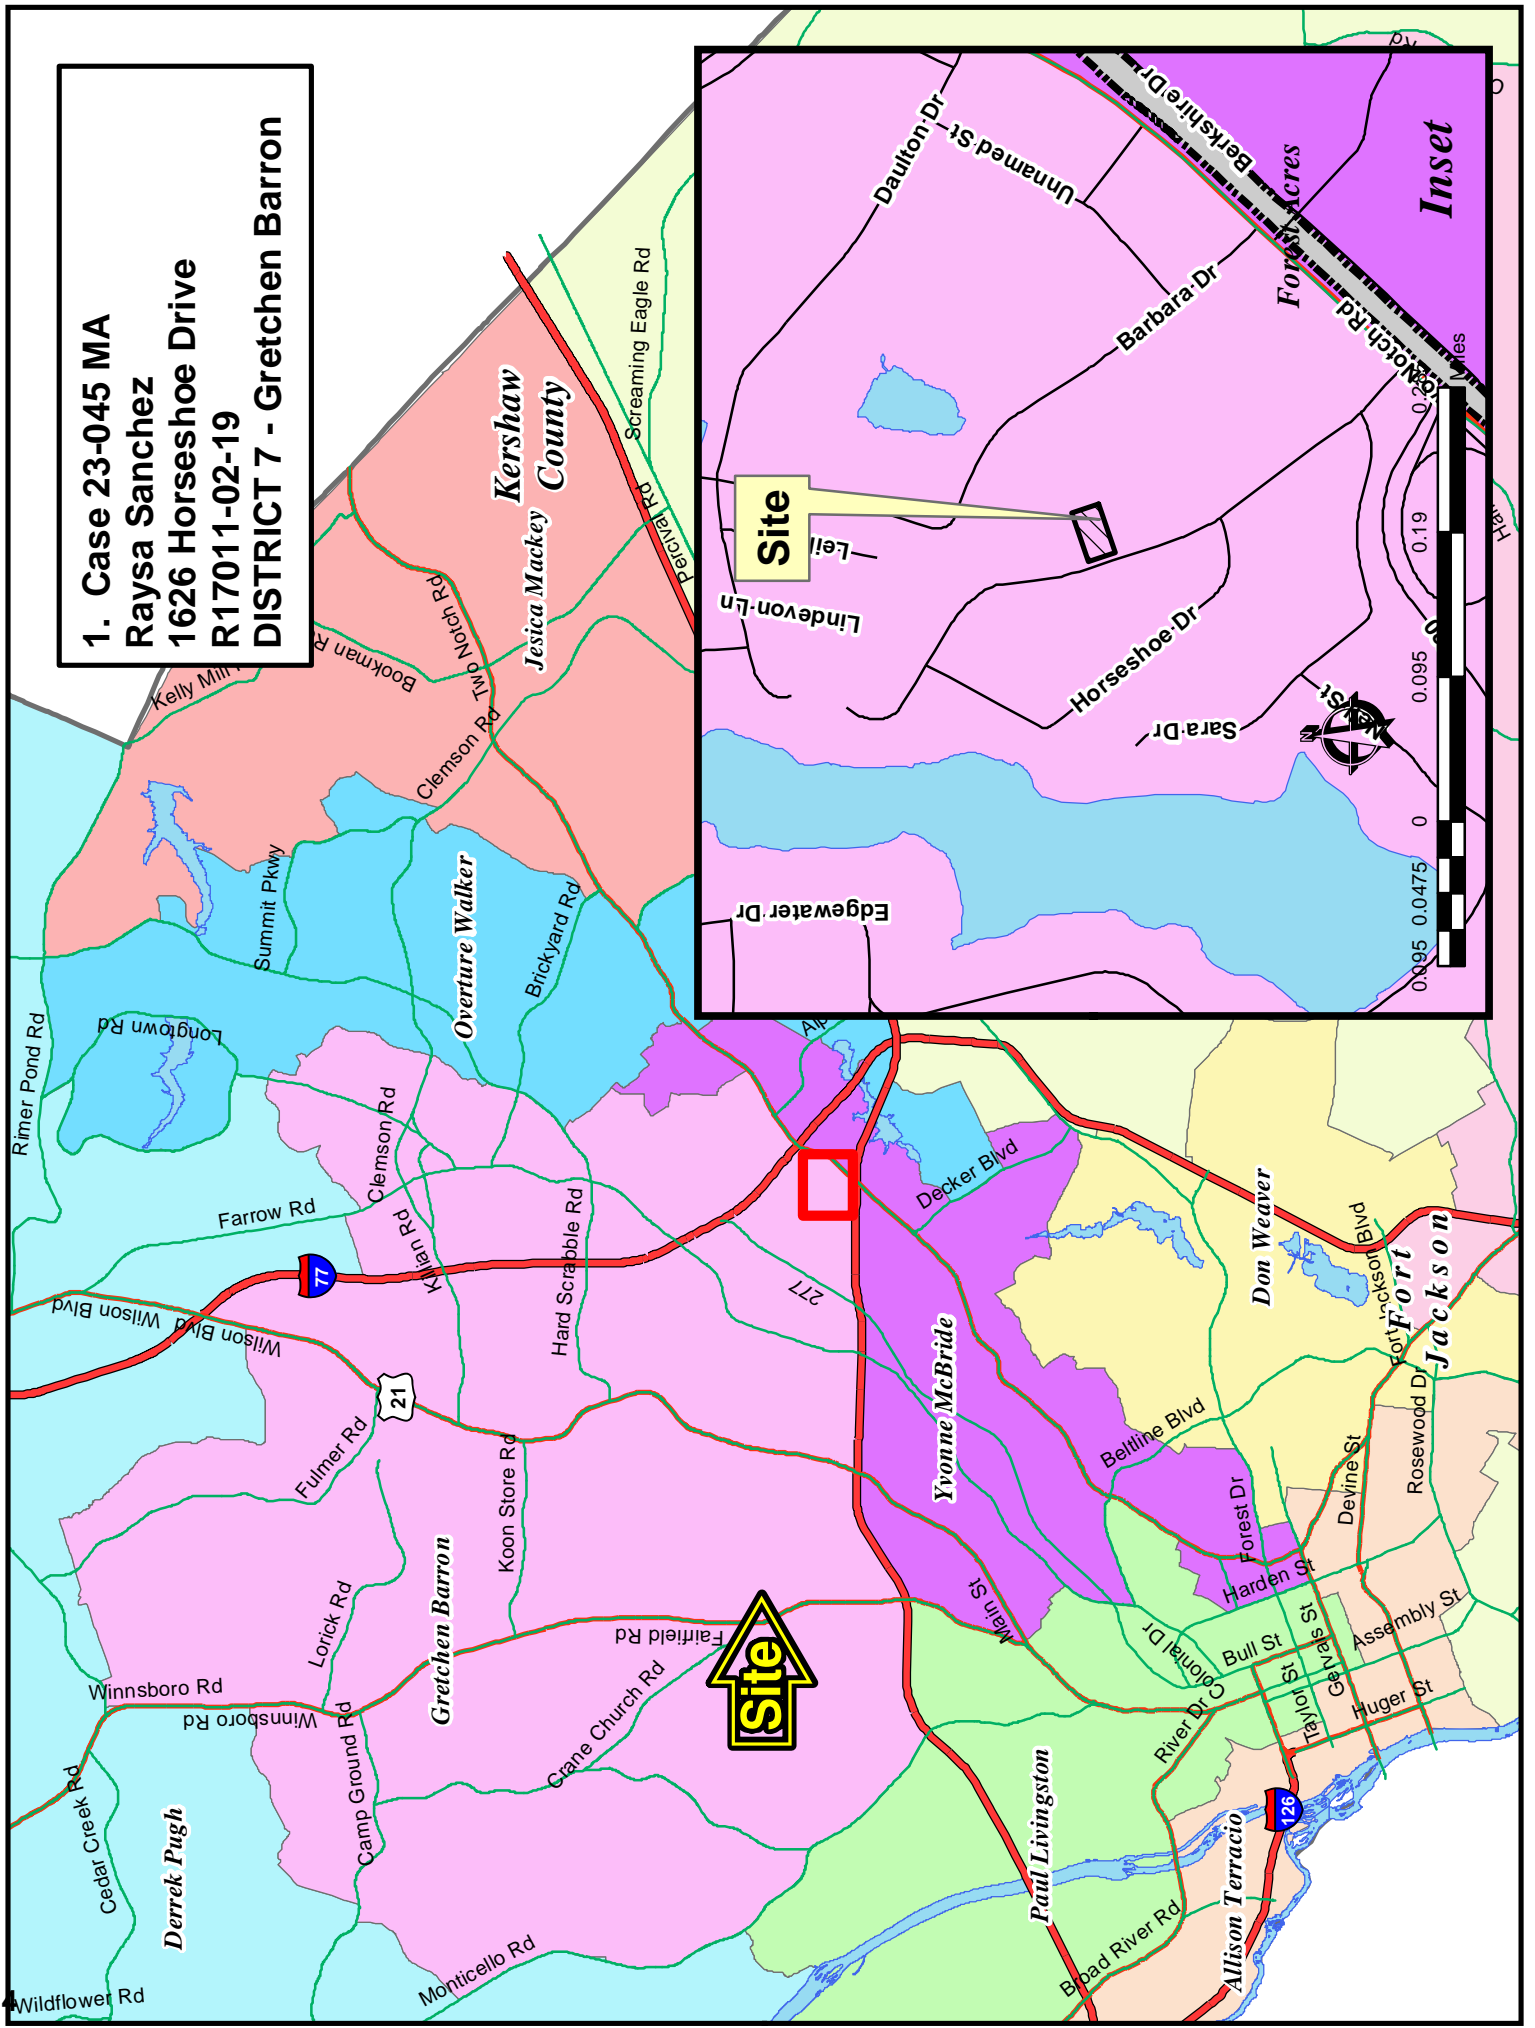 1. Case 23-045 MA
Raysa Sanchez
1626 Horseshoe Drive
R17011-02-19
DISTRICT 7 - Gretchen Barron
Kershaw
County
Jesica Mackey
Overture Walker
Gretchen Barron
Derrek Pugh
Yvonne McBride
Paul Livingston
Allison Terracio
Don Weaver
Fort
Jackson
Wildflower Rd
Cedar Creek Rd
Winnsboro Rd
Winnsboro Rd
Camp Ground Rd
Lorick Rd
Monticello Rd
Crane Church Rd
Fairfield Rd
Koon Store Rd
Fulmer Rd
21
77
Wilson Blvd
Wilson Blvd
Rimer Pond Rd
Longtown Rd
Farrow Rd
Clemson Rd
Killian Rd
Hard Scrabble Rd
Summit Pkwy
Brickyard Rd
Clemson Rd
Two Notch Rd
Bookman R
Kelly Mill
Percival Rd
Screaming Eagle Rd
277
Decker Blvd
Alp
Main St
Colonial Dr
River Dr
Broad River Rd
126
Bull St
Taylor St
Gervais St
Huger St
Assembly St
Harden St
Forest Dr
Beltline Blvd
Devine St
Rosewood Dr
Fort Jackson Blvd
Rd
Site
Site
Inset
Forest Acres
Daulton Dr
Unnamed St
Berkshire Dr
Barbara Dr
Notch Rd
Leil
Lindevon Ln
Horseshoe Dr
Sara Dr
Edgewater Dr
N
0.095 0.0475 0 0.095 0.19
4